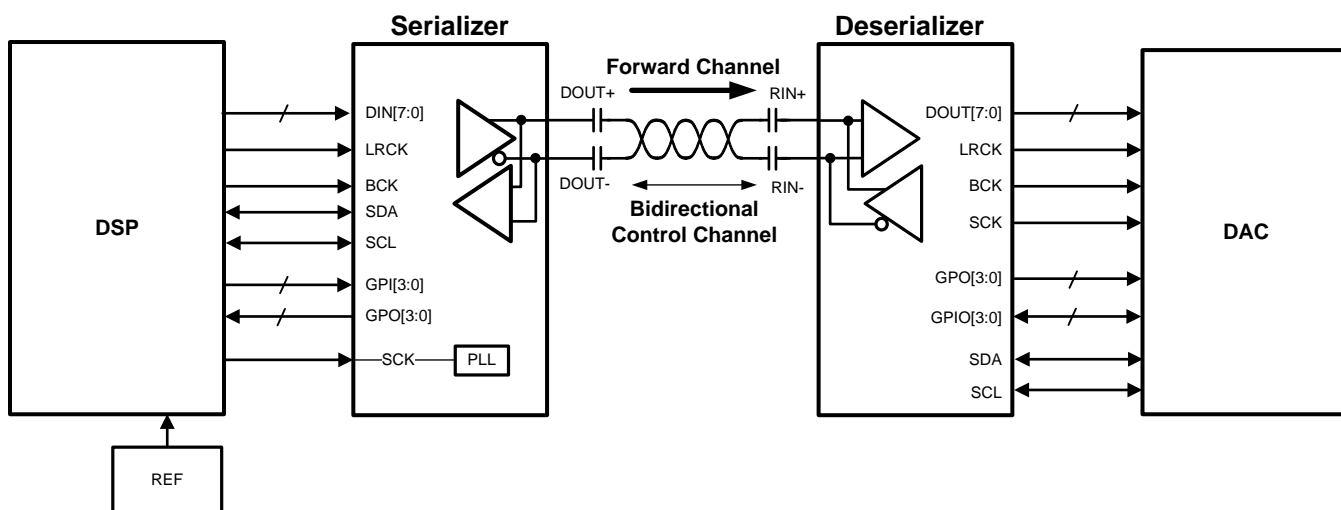 Serializer
Deserializer
DSP
REF
DIN[7:0]
LRCK
BCK
SDA
SCL
GPI[3:0]
GPO[3:0]
SCK
PLL
DOUT+
DOUT-
Forward Channel
Bidirectional
Control Channel
RIN+
RIN-
DOUT[7:0]
LRCK
BCK
SCK
GPO[3:0]
GPIO[3:0]
SDA
SCL
DAC